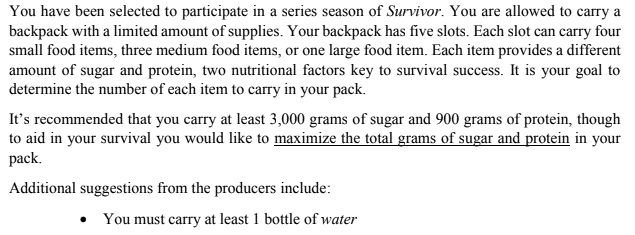 You have been selected to participate in a series season of Survivor. You are allowed to carry a
backpack with a limited amount of supplies. Your backpack has five slots. Each slot can carry four
small food items, three medium food items, or one large food item. Each item provides a different
amount of sugar and protein, two nutritional factors key to survival success. It is your goal to
determine the number of each item to carry in your pack.
It's recommended that you carry at least 3,000 grams of sugar and 900 grams of protein, though
to aid in your survival you would like to maximize the total grams of sugar and protein in your
pack.
Additional suggestions from the producers include:
• You must carry at least 1 bottle of water